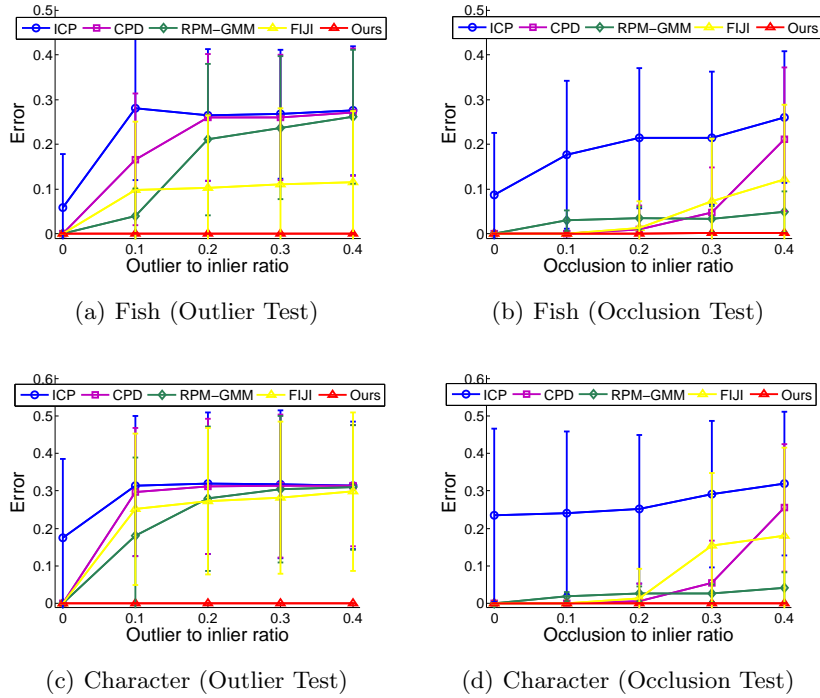 0.5
ICP CPD RPM-GMM FIJI Ours
0.4
0.3
0.2
0.1
0
Error
0 0.1 0.2 0.3 0.4
Outlier to inlier ratio
(a) Fish (Outlier Test)
0.5
ICP CPD RPM-GMM FIJI Ours
0.4
0.3
0.2
0.1
0
Error
0 0.1 0.2 0.3 0.4
Occlusion to inlier ratio
(b) Fish (Occlusion Test)
0.6
ICP CPD RPM-GMM FIJI Ours
0.5
0.4
0.3
0.2
0.1
0
Error
0 0.1 0.2 0.3 0.4
Outlier to inlier ratio
(c) Character (Outlier Test)
0.6
ICP CPD RPM-GMM FIJI Ours
0.5
0.4
0.3
0.2
0.1
0
Error
0 0.1 0.2 0.3 0.4
Occlusion to inlier ratio
(d) Character (Occlusion Test)